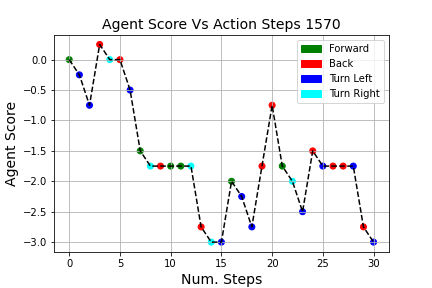 Agent Score Vs Action Steps 1570
Agent Score
0.0
−0.5
−1.0
−1.5
−2.0
−2.5
−3.0
Forward
Back
Turn Left
Turn Right
0 5 10 15 20 25 30
Num. Steps